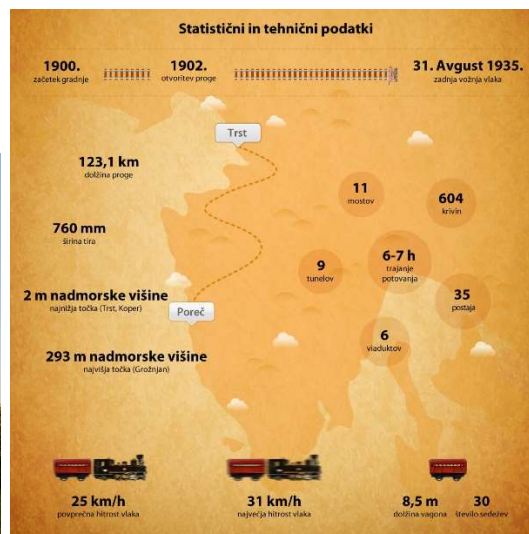 Statistični in tehnični podatki
1900.
začetek gradnje
1902.
otvoritev proge
31. Avgust 1935.
zadnja vožnja vlaka
Trst
123,1 km
dolžina proge
11
mostov
604
krivin
760 mm
širina tira
9
tunelov
6-7 h
trajanje
potovanja
2 m nadmorske višine
najnižja točka (Trst, Koper)
Poreč
35
postaja
6
viaduktov
293 m nadmorske višine
najvišja točka (Grožnjan)
25 km/h
povprečna hitrost vlaka
31 km/h
največja hitrost vlaka
8,5 m
dolžina vagona
30
število sedežev